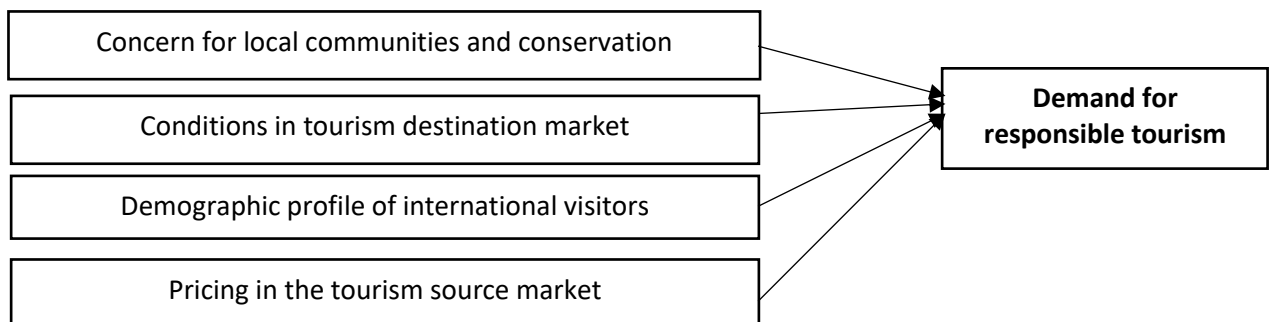 Concern for local communities and conservation
Conditions in tourism destination market
Demographic profile of international visitors
Pricing in the tourism source market
Demand for
responsible tourism